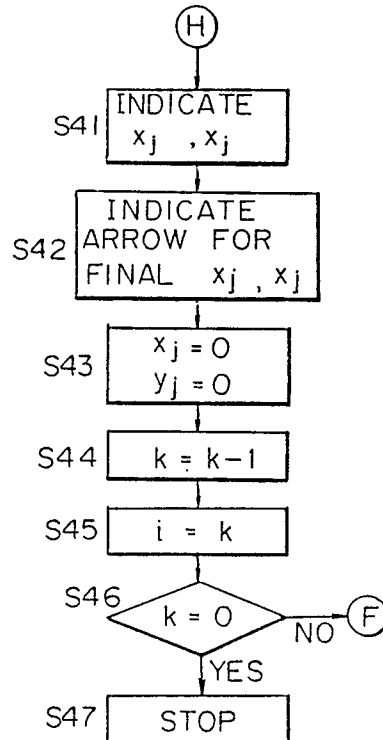 H
S41
INDICATE
xj , xj
S42
INDICATE
ARROW FOR
FINAL xj , xj
S43
xj = 0
yj = 0
S44
k = k-1
S45
i = k
S46
k = 0
NO
F
YES
S47
STOP